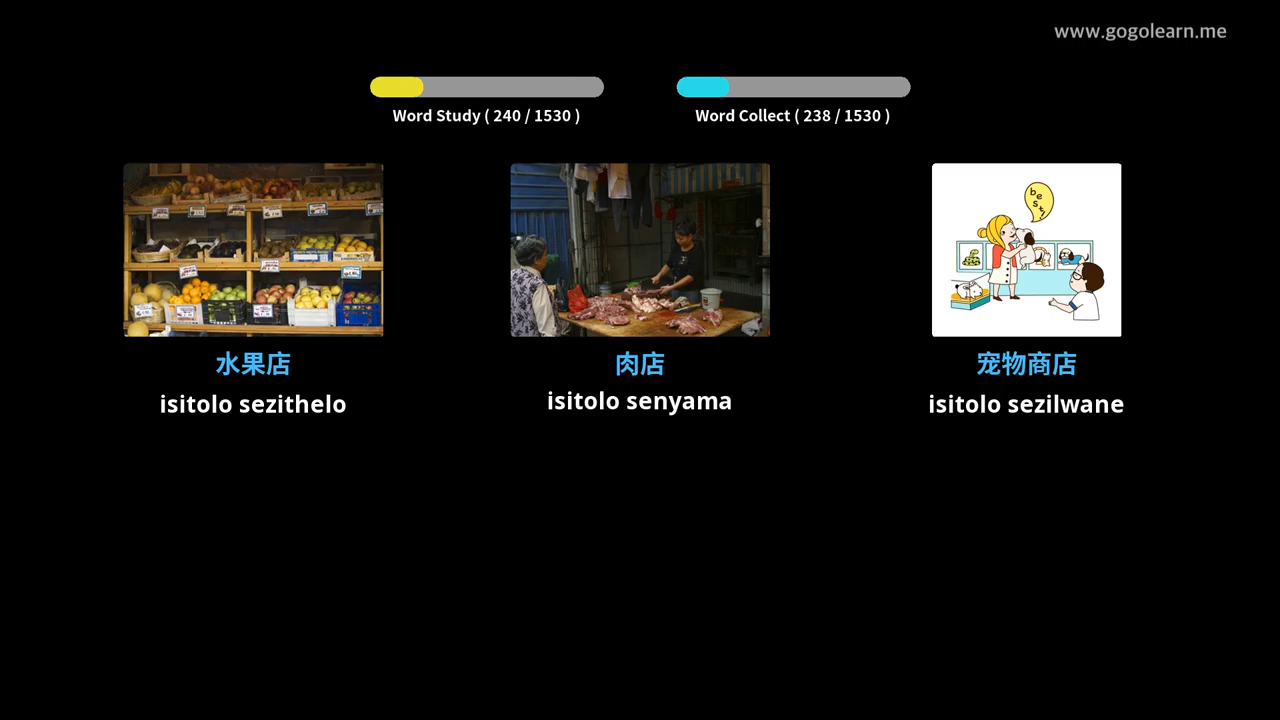 www.gogolearn.me
Word Study ( 240 / 1530 )
Word Collect ( 238 / 1530 )
best
水果店
肉店
宠物商店
isitolo sezithelo
isitolo senyama
isitolo sezilwane